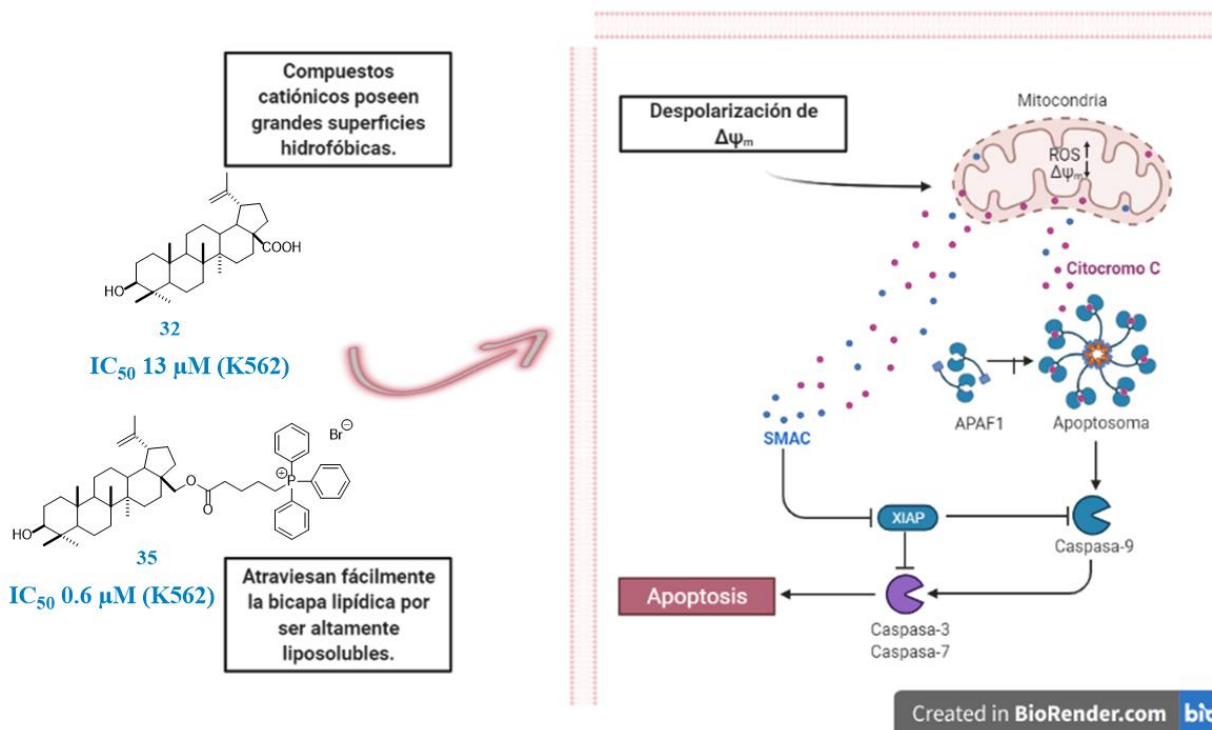 Compuestos
catiónicos poseen
grandes superficies
hidrofóbicas.
COOH
HO
32
IC50 13 µM (K562)
Br⊖
P⊕
O
O
HO
35
IC50 0.6 µM (K562)
Atraviesan fácilmente
la bicapa lipídica por
ser altamente
liposolubles.
Despolarización de
Δψm
Mitocondria
ROS
Δψm
Citocromo C
APAF1
Apoptosoma
SMAC
XIAP
Caspasa-9
Apoptosis
Caspasa-3
Caspasa-7
Created in BioRender.com